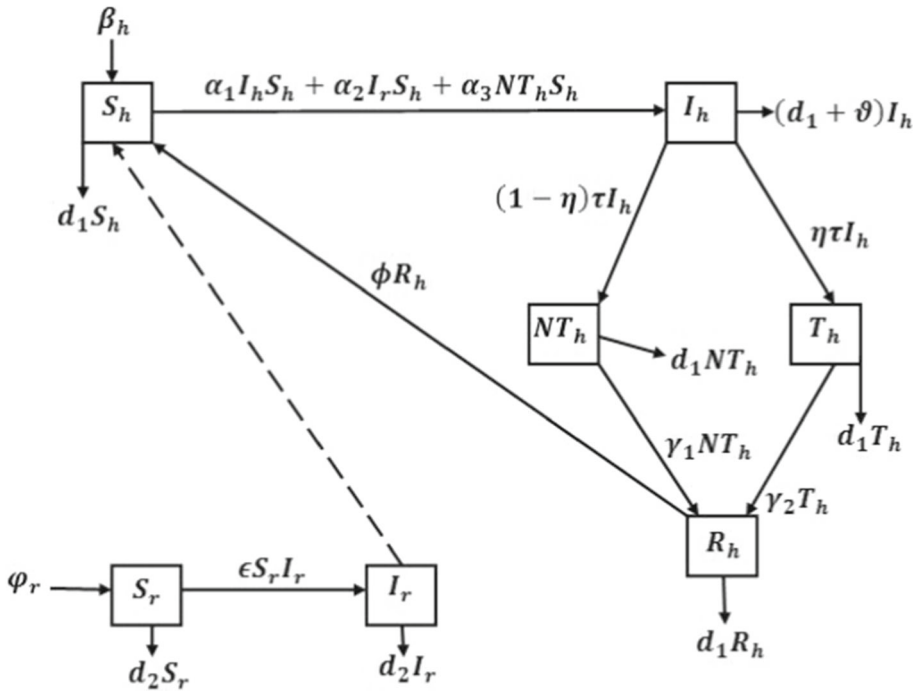 β_h
S_h
α_1 I_h S_h + α_2 I_r S_h + α_3 NT_h S_h
I_h
(d_1 + ϑ)I_h
d_1 S_h
(1 − η)τI_h
ητI_h
ϕR_h
NT_h
T_h
d_1 NT_h
d_1 T_h
γ_1 NT_h
γ_2 T_h
R_h
φ_r
S_r
ϵS_r I_r
I_r
d_1 R_h
d_2 S_r
d_2 I_r